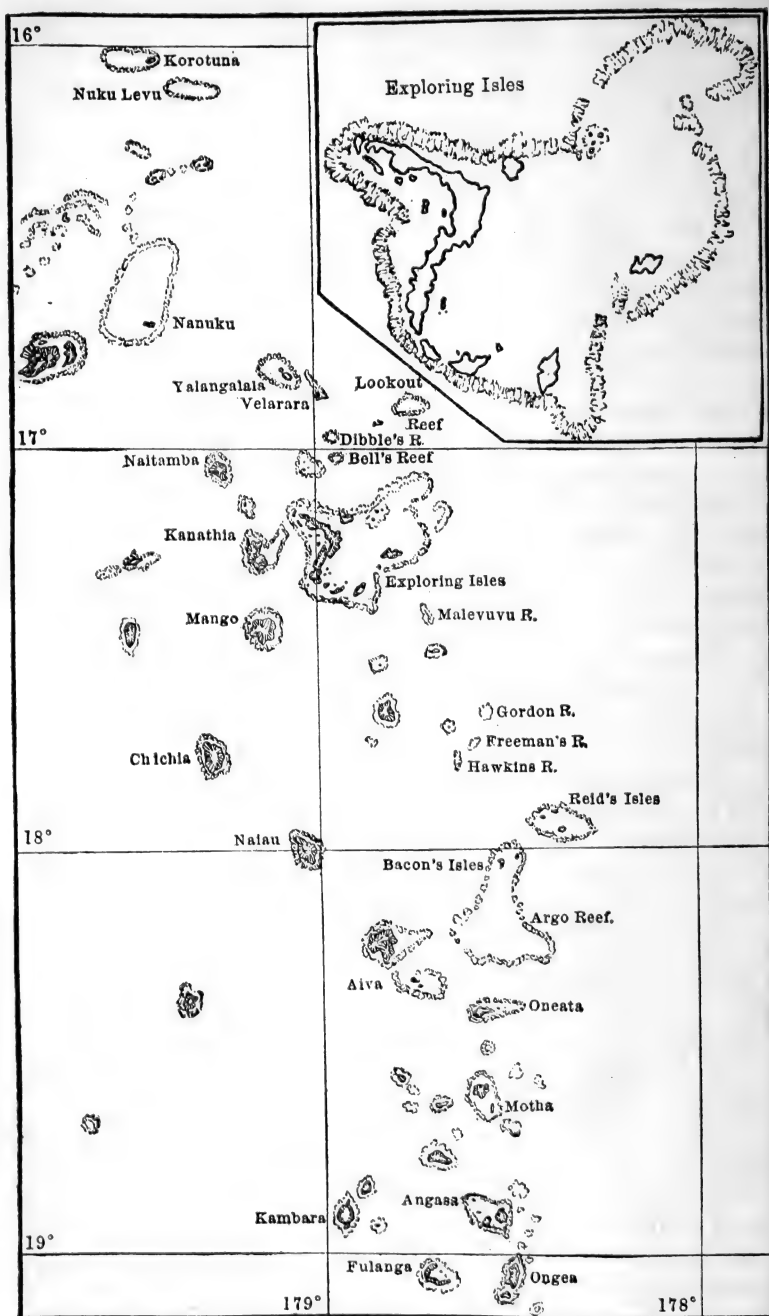 16°
Korotuna
Nuku Levu
Exploring Isles
Nanuku
Yalangalala
Velarara
Lookout
Reef
17°
Dibble's R.
Naitamba
Bell's Reef
Kanathia
Exploring Isles
Mango
Malevuvu R.
Gordon R.
Freeman's R.
Chichia
Hawkins R.
Reid's Isles
18°
Naiau
Bacon's Isles
Argo Reef.
Aiva
Oneata
Motha
Angasa
Kambara
19°
Fulanga
Ongea
179°
178°